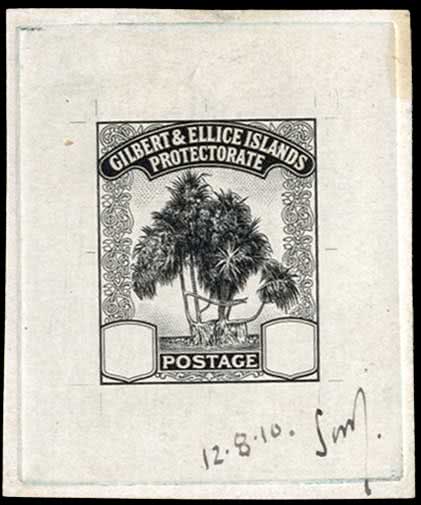 GILBERT & ELLICE ISLANDS
PROTECTORATE
POSTAGE
12.8.10.